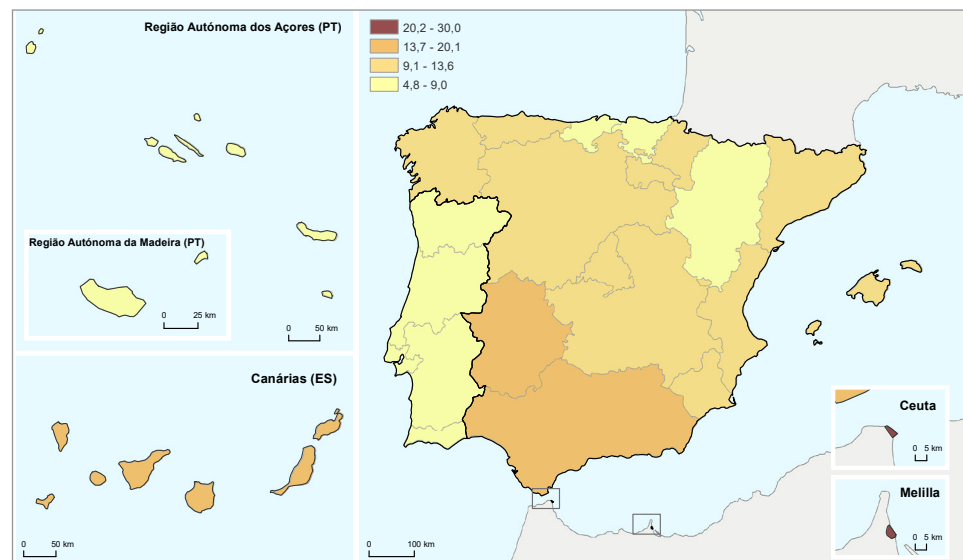 Região Autónoma dos Açores (PT)
20,2 - 30,0
13,7 - 20,1
9,1 - 13,6
4,8 - 9,0
Região Autónoma da Madeira (PT)
0 25 km
0 50 km
Canárias (ES)
0 50 km
0 100 km
Ceuta
0 5 km
Melilla
0 5 km